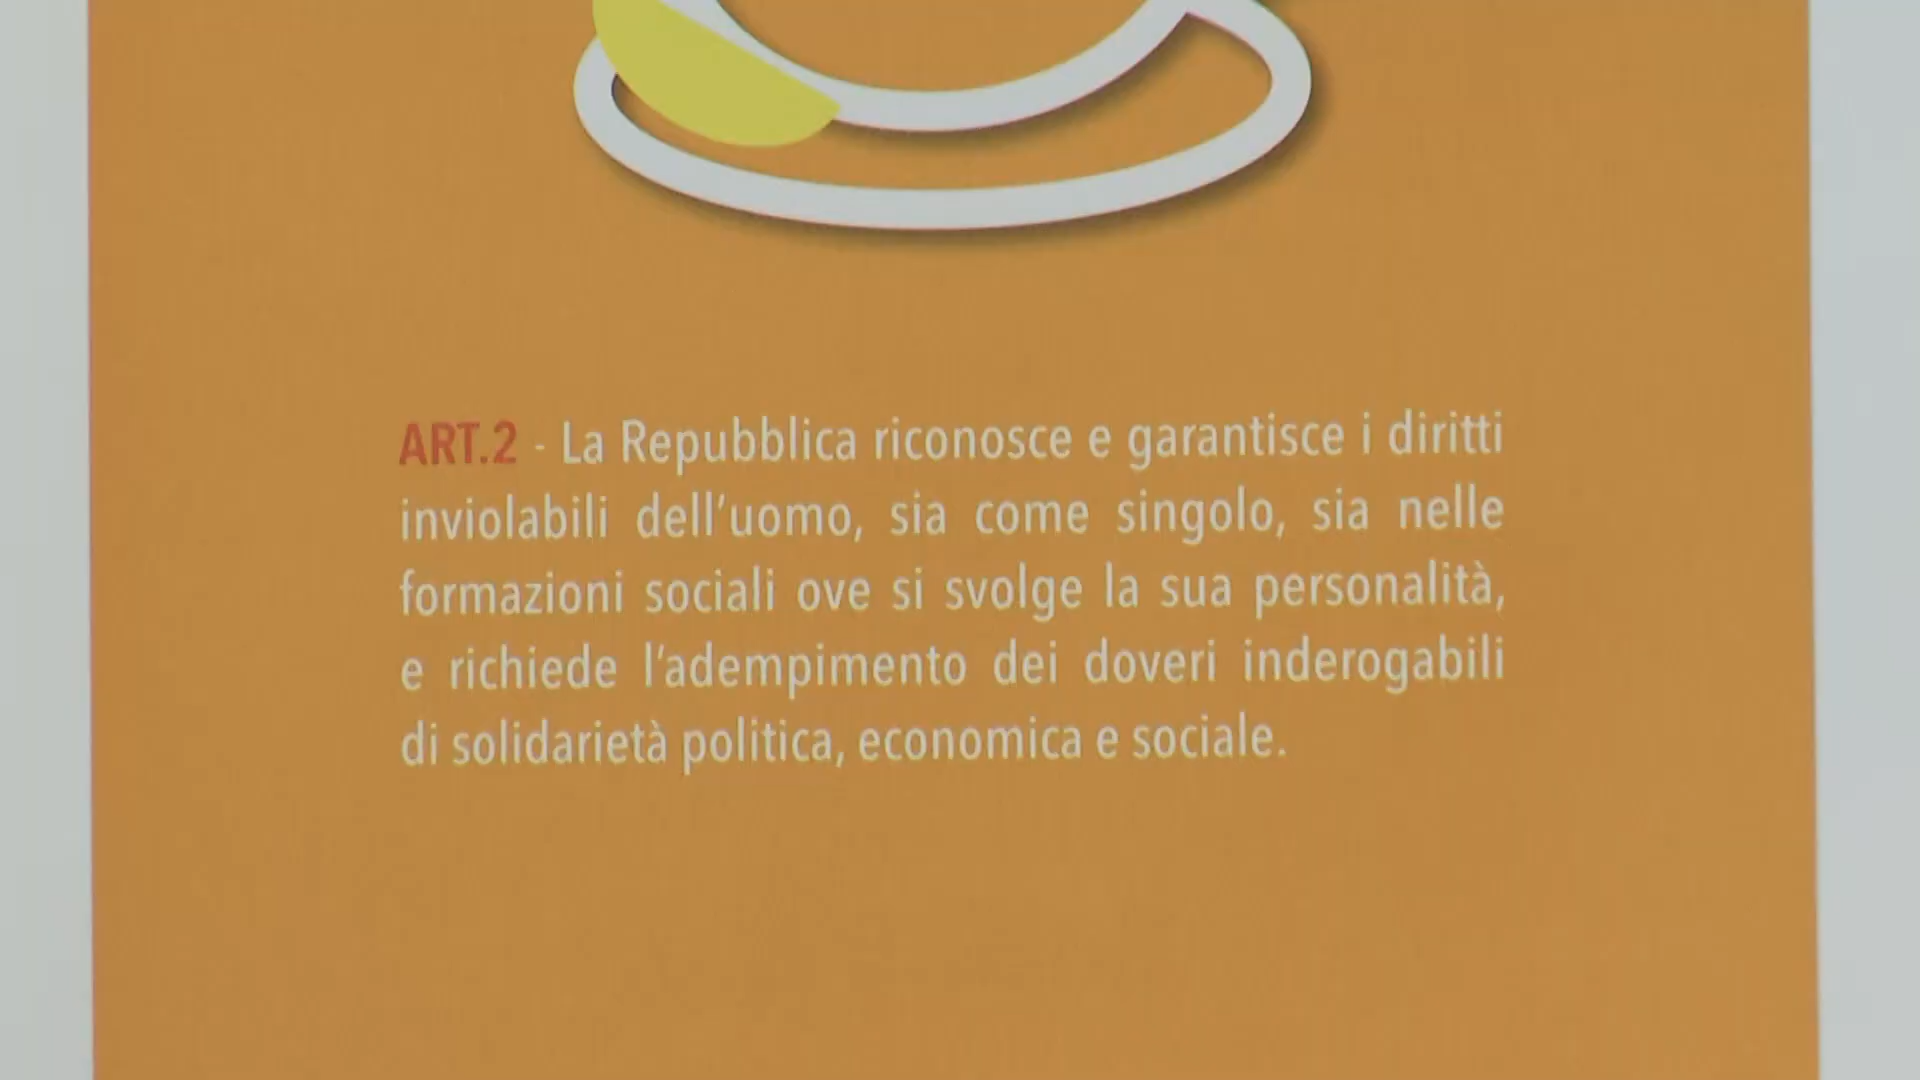 ART.2 - La Repubblica riconosce e garantisce i diritti
inviolabili dell’uomo, sia come singolo, sia nelle
formazioni sociali ove si svolge la sua personalità,
e richiede l’adempimento dei doveri inderogabili
di solidarietà politica, economica e sociale.